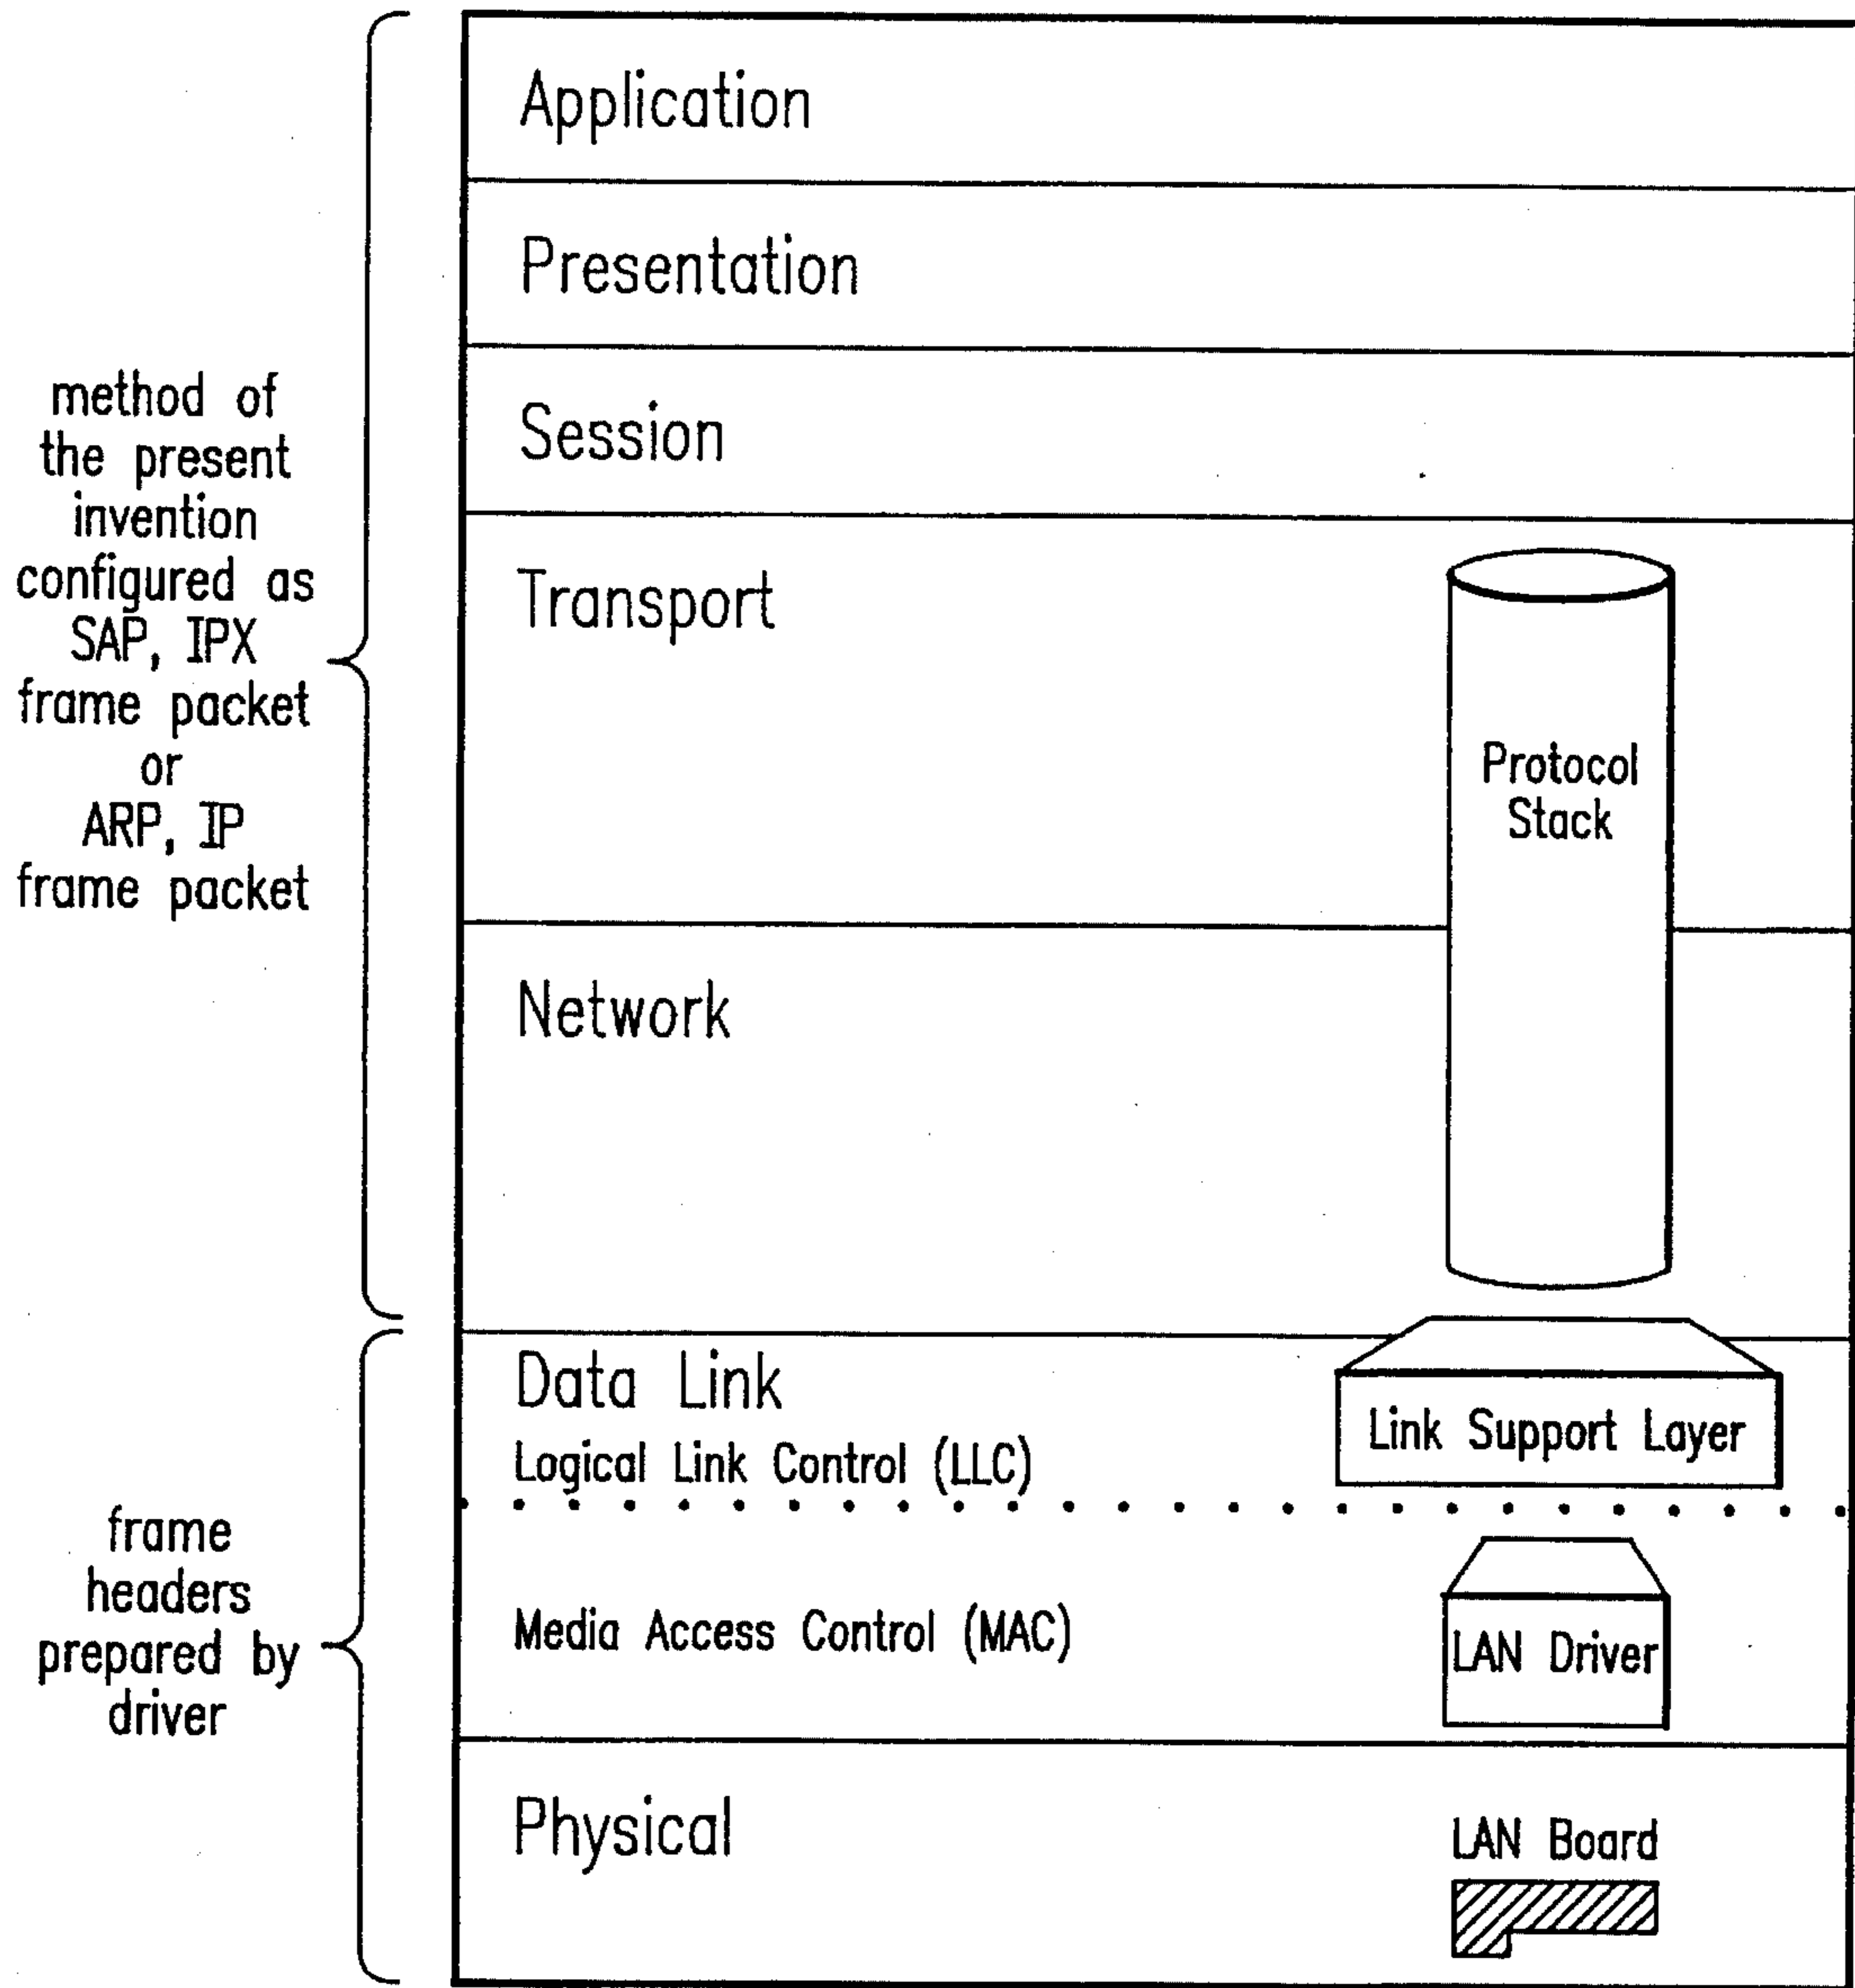 Application
Presentation
Session
Transport
Protocol
Stack
Network
Data Link
Logical Link Control (LLC)
Link Support Layer
Media Access Control (MAC)
LAN Driver
Physical
LAN Board
method of
the present
invention
configured as
SAP, IPX
frame packet
or
ARP, IP
frame packet
frame
headers
prepared by
driver